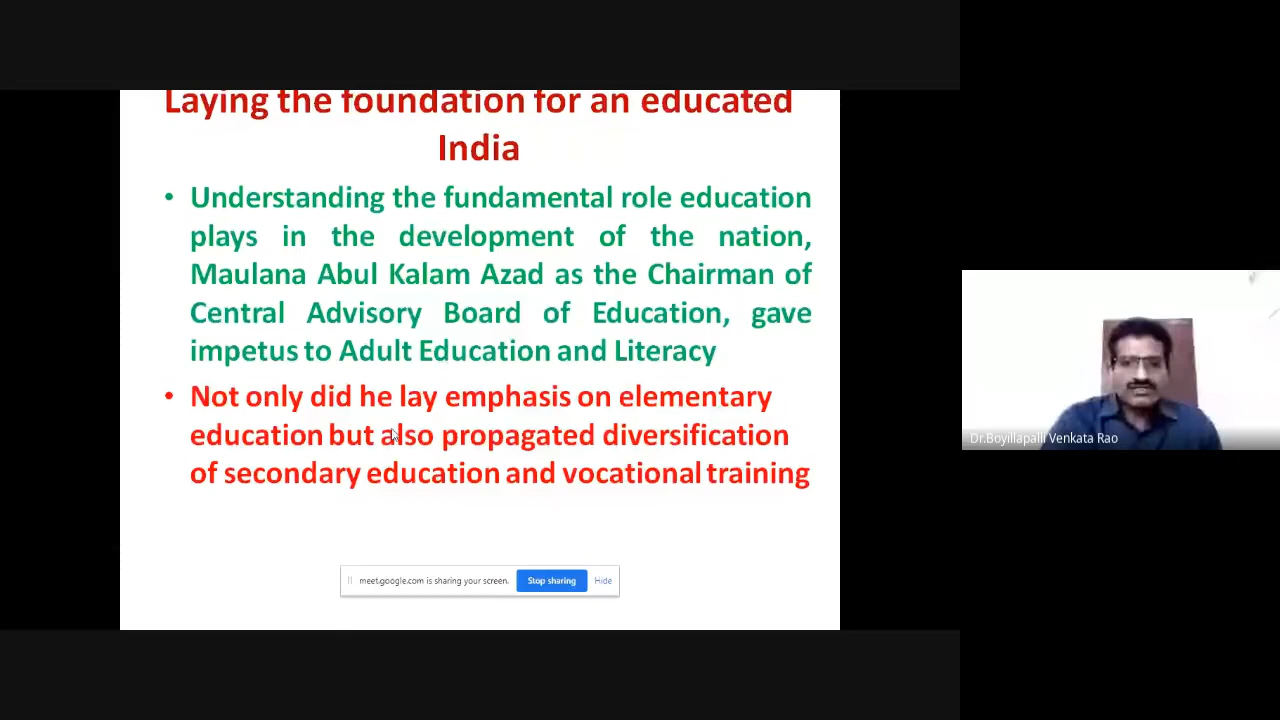 Laying the foundation for an educated
India
• Understanding the fundamental role education
plays in the development of the nation,
Maulana Abul Kalam Azad as the Chairman of
Central Advisory Board of Education, gave
impetus to Adult Education and Literacy
• Not only did he lay emphasis on elementary
education but also propagated diversification
of secondary education and vocational training
meet.google.com is sharing your screen. Stop sharing Hide
Dr.Boyillapalli Venkata Rao